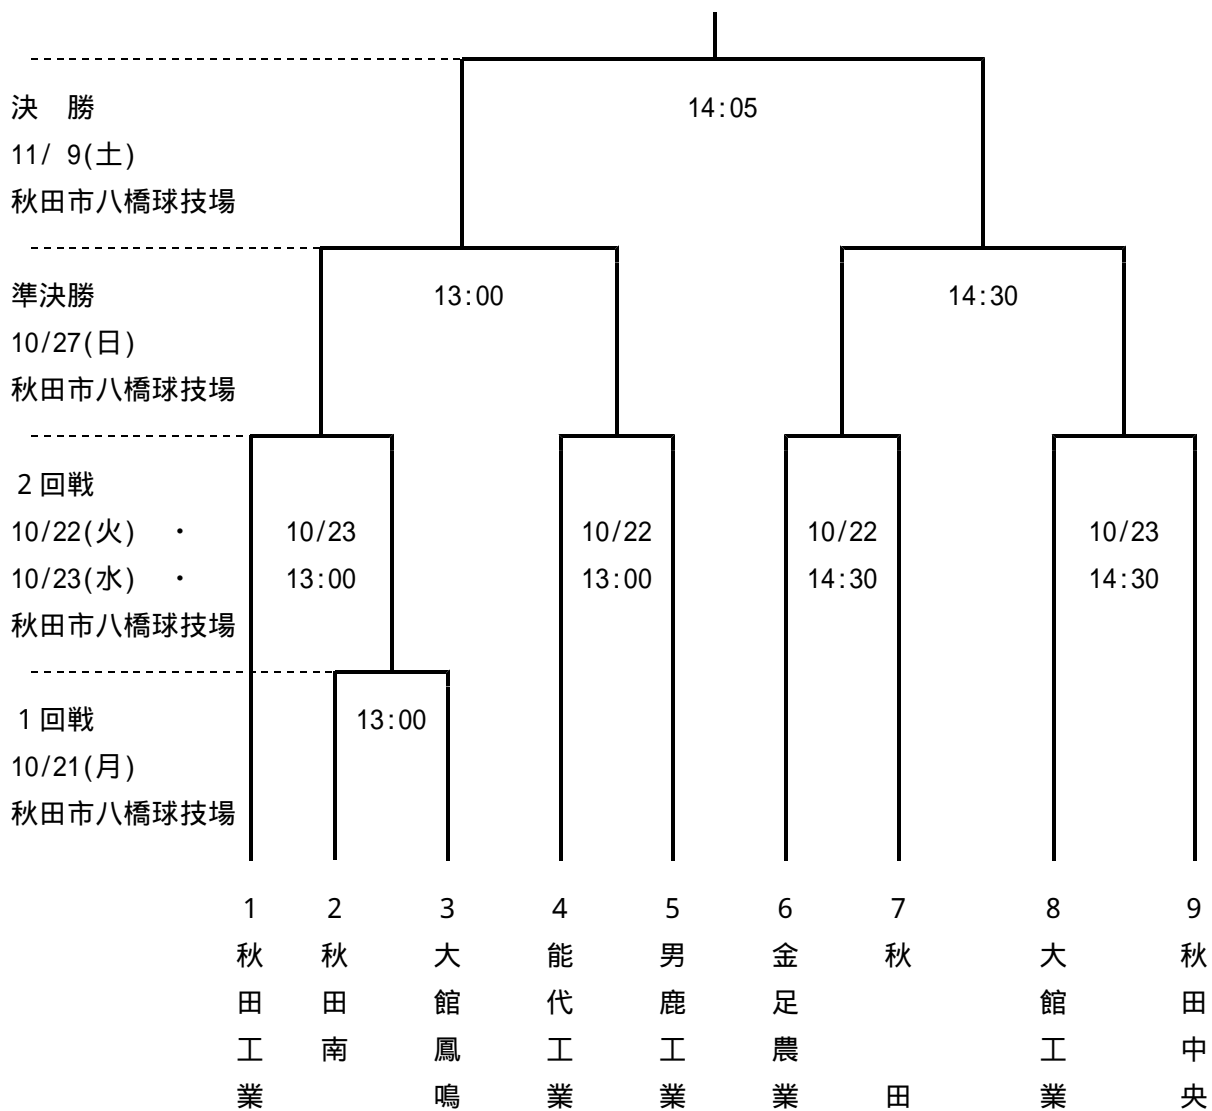 決　勝
14:05
11/ 9(土)
秋田市八橋球技場
準決勝
13:00
14:30
10/27(日)
秋田市八橋球技場
２回戦
10/22(火)　・
10/23
10/22
10/22
10/23
10/23(水)　・
13:00
13:00
14:30
14:30
秋田市八橋球技場
１回戦
13:00
10/21(月)
秋田市八橋球技場
1
秋田工業
2
秋田南
3
大館鳳鳴
4
能代工業
5
男鹿工業
6
金足農業
7
秋　　田
8
大館工業
9
秋田中央